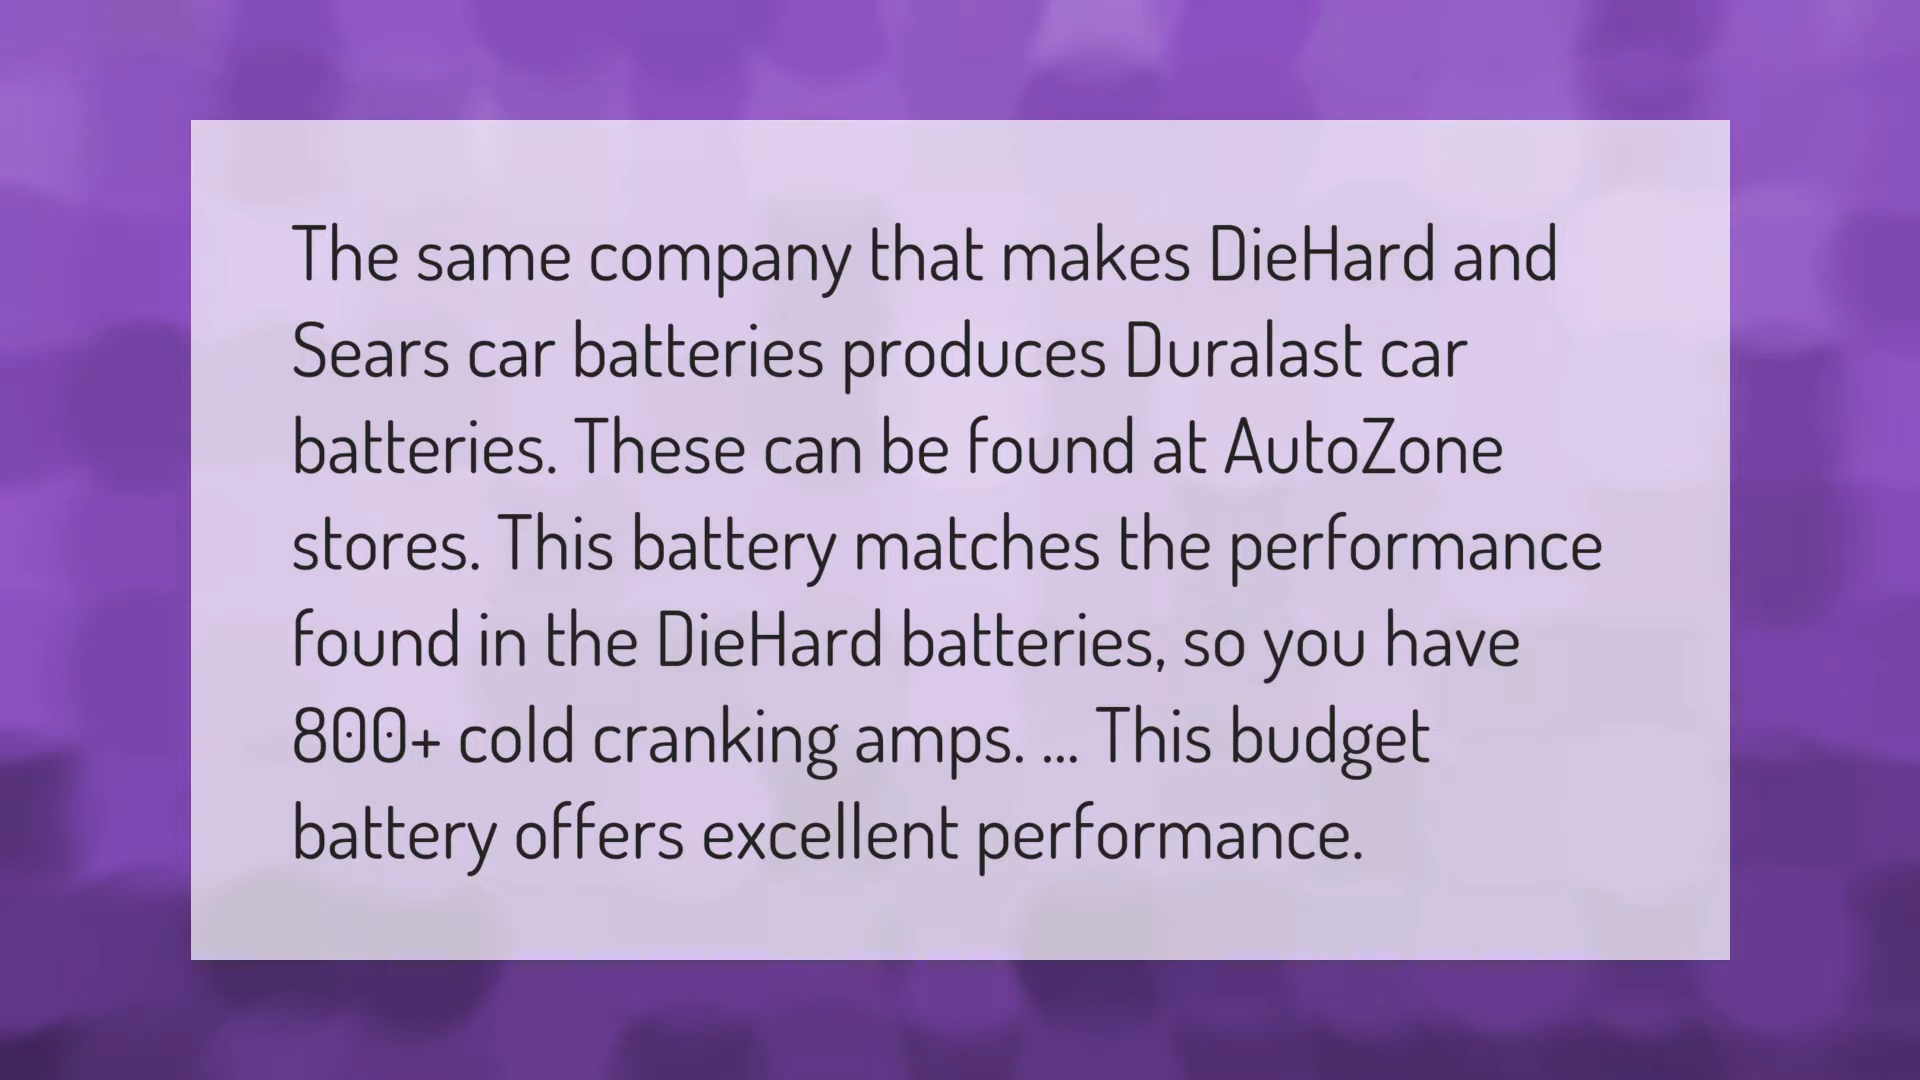 The same company that makes DieHard and
Sears car batteries produces Duralast car
batteries. These can be found at AutoZone
stores. This battery matches the performance
found in the DieHard batteries, so you have
800+ cold cranking amps. ... This budget
battery offers excellent performance.